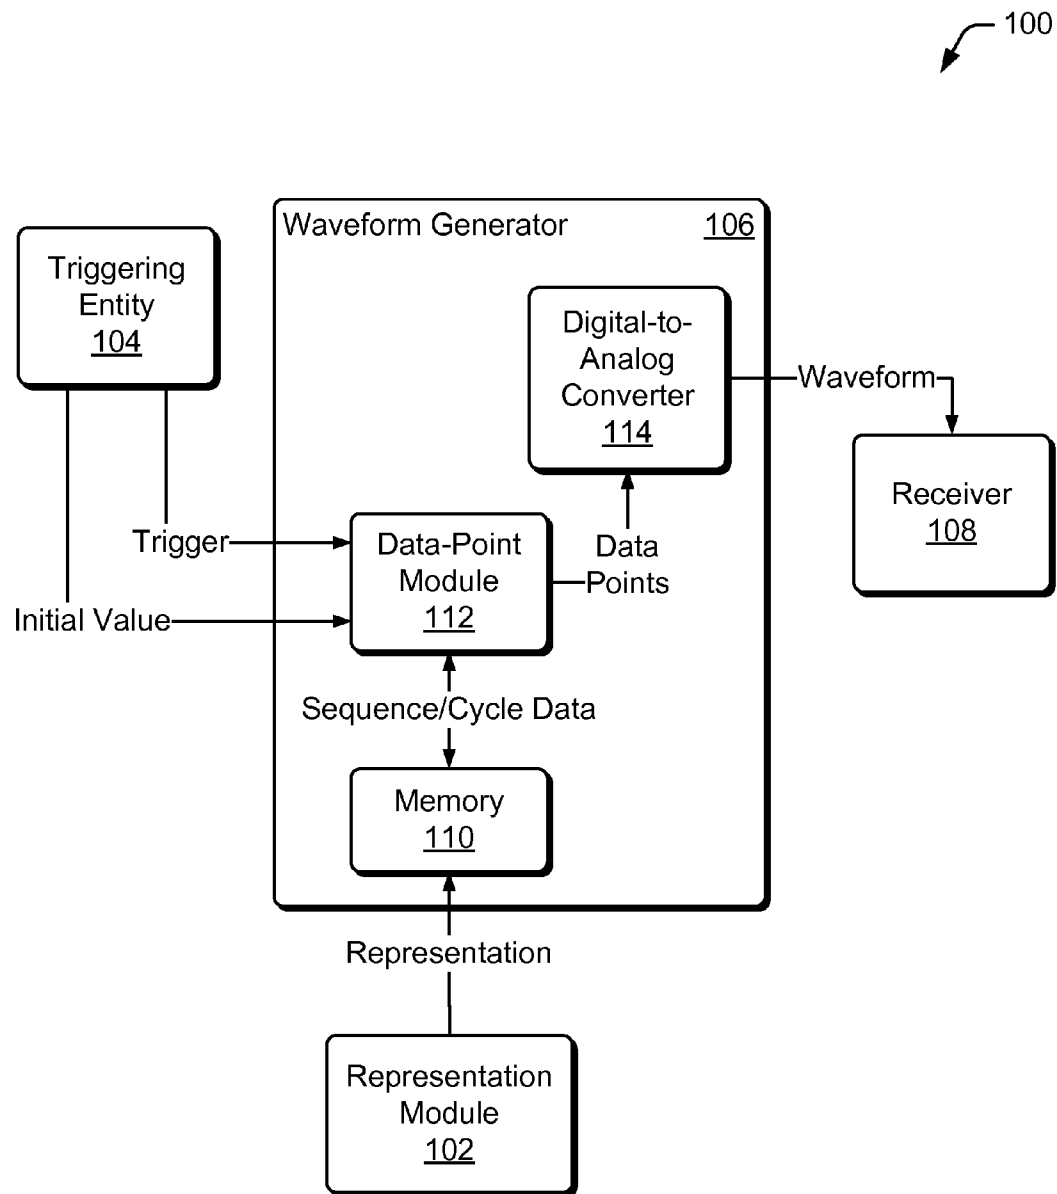 100
Waveform Generator 106
Triggering
Entity
104
Digital-to-
Analog
Converter
114
Waveform
Receiver
108
Trigger
Data-Point
Module
112
Data
Points
Initial Value
Sequence/Cycle Data
Memory
110
Representation
Representation
Module
102